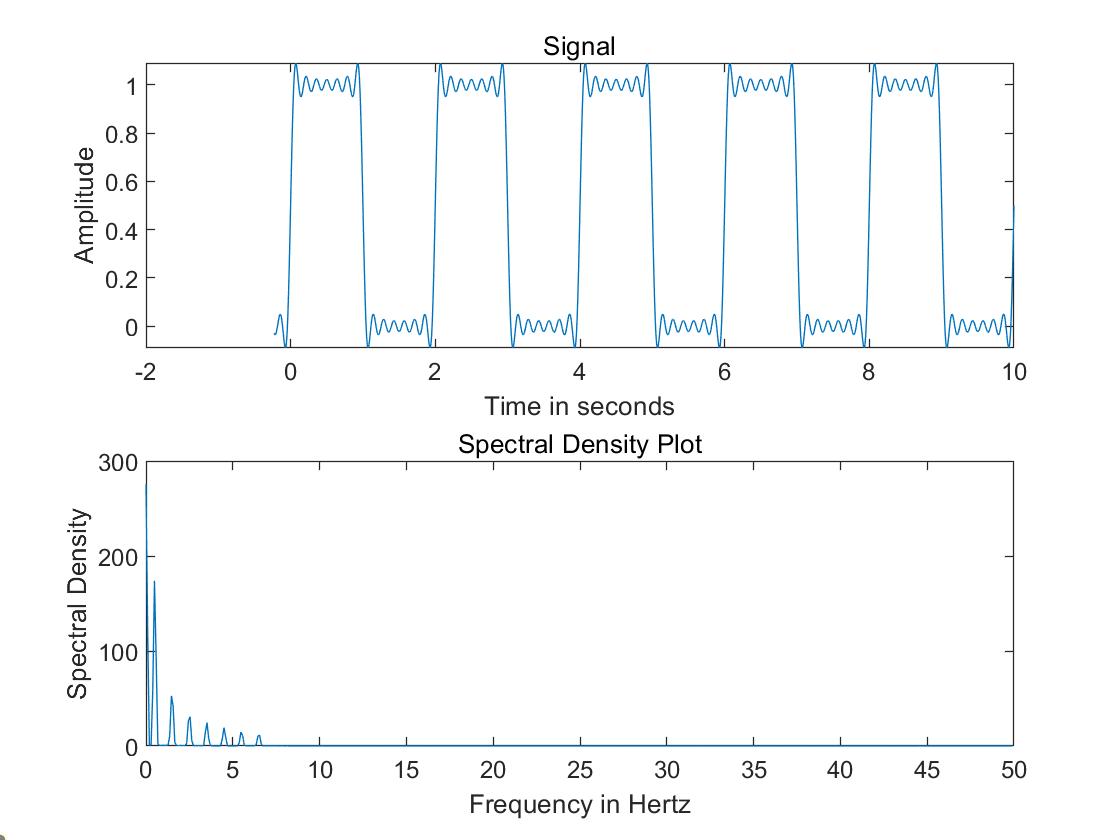 Signal
1
0.8
0.6
0.4
0.2
0
Amplitude
-2 0 2 4 6 8 10
Time in seconds
Spectral Density Plot
300
200
100
0
Spectral Density
0 5 10 15 20 25 30 35 40 45 50
Frequency in Hertz